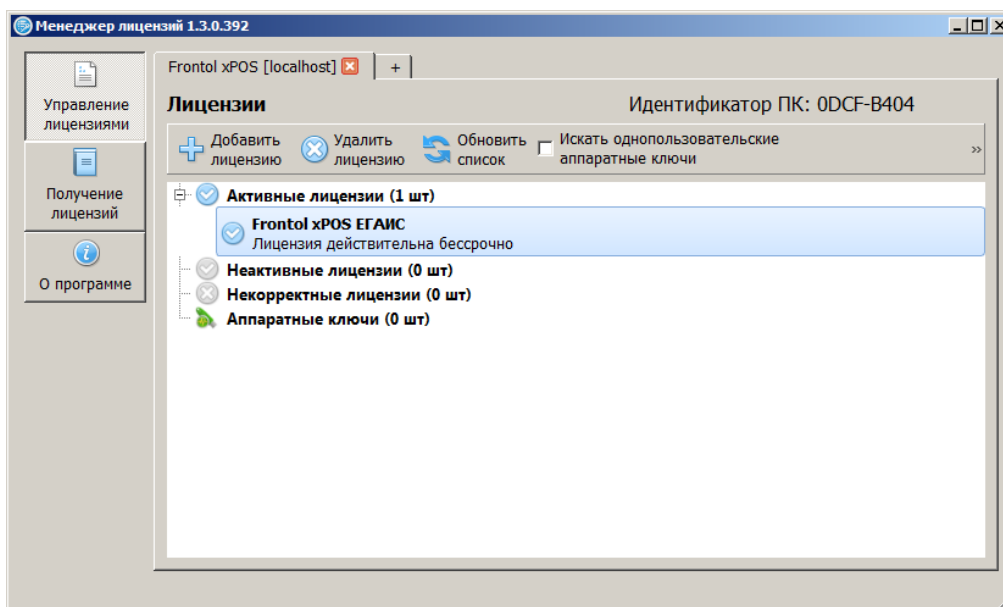 Менеджер лицензий 1.3.0.392
Управление
лицензиями
Получение
лицензий
О программе
Frontol xPOS [localhost]
+
Лицензии
Идентификатор ПК: 0DCF-B404
Добавить
лицензию
Удалить
лицензию
Обновить
список
Искать однопользовательские
аппаратные ключи
»
Активные лицензии (1 шт)
Frontol xPOS ЕГАИС
Лицензия действительна бессрочно
Неактивные лицензии (0 шт)
Некорректные лицензии (0 шт)
Аппаратные ключи (0 шт)